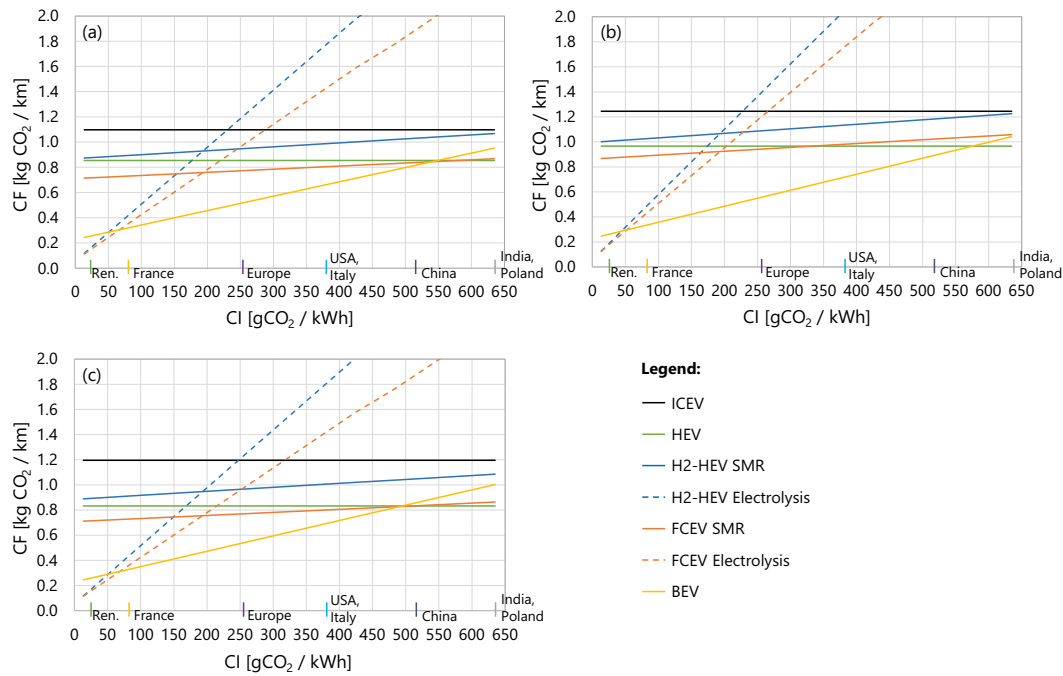 (a)
CF [kg CO₂ / km]
2.0
1.8
1.6
1.4
1.2
1.0
0.8
0.6
0.4
0.2
0.0
Ren.
France
Europe
USA,
Italy
China
India,
Poland
0 50 100 150 200 250 300 350 400 450 500 550 600 650
CI [gCO₂ / kWh]
(b)
CF [kg CO₂ / km]
2.0
1.8
1.6
1.4
1.2
1.0
0.8
0.6
0.4
0.2
0.0
Ren.
France
Europe
USA,
Italy
China
India,
Poland
0 50 100 150 200 250 300 350 400 450 500 550 600 650
CI [gCO₂ / kWh]
(c)
CF [kg CO₂ / km]
2.0
1.8
1.6
1.4
1.2
1.0
0.8
0.6
0.4
0.2
0.0
Ren.
France
Europe
USA,
Italy
China
India,
Poland
0 50 100 150 200 250 300 350 400 450 500 550 600 650
CI [gCO₂ / kWh]
Legend:
ICEV
HEV
H2-HEV SMR
H2-HEV Electrolysis
FCEV SMR
FCEV Electrolysis
BEV